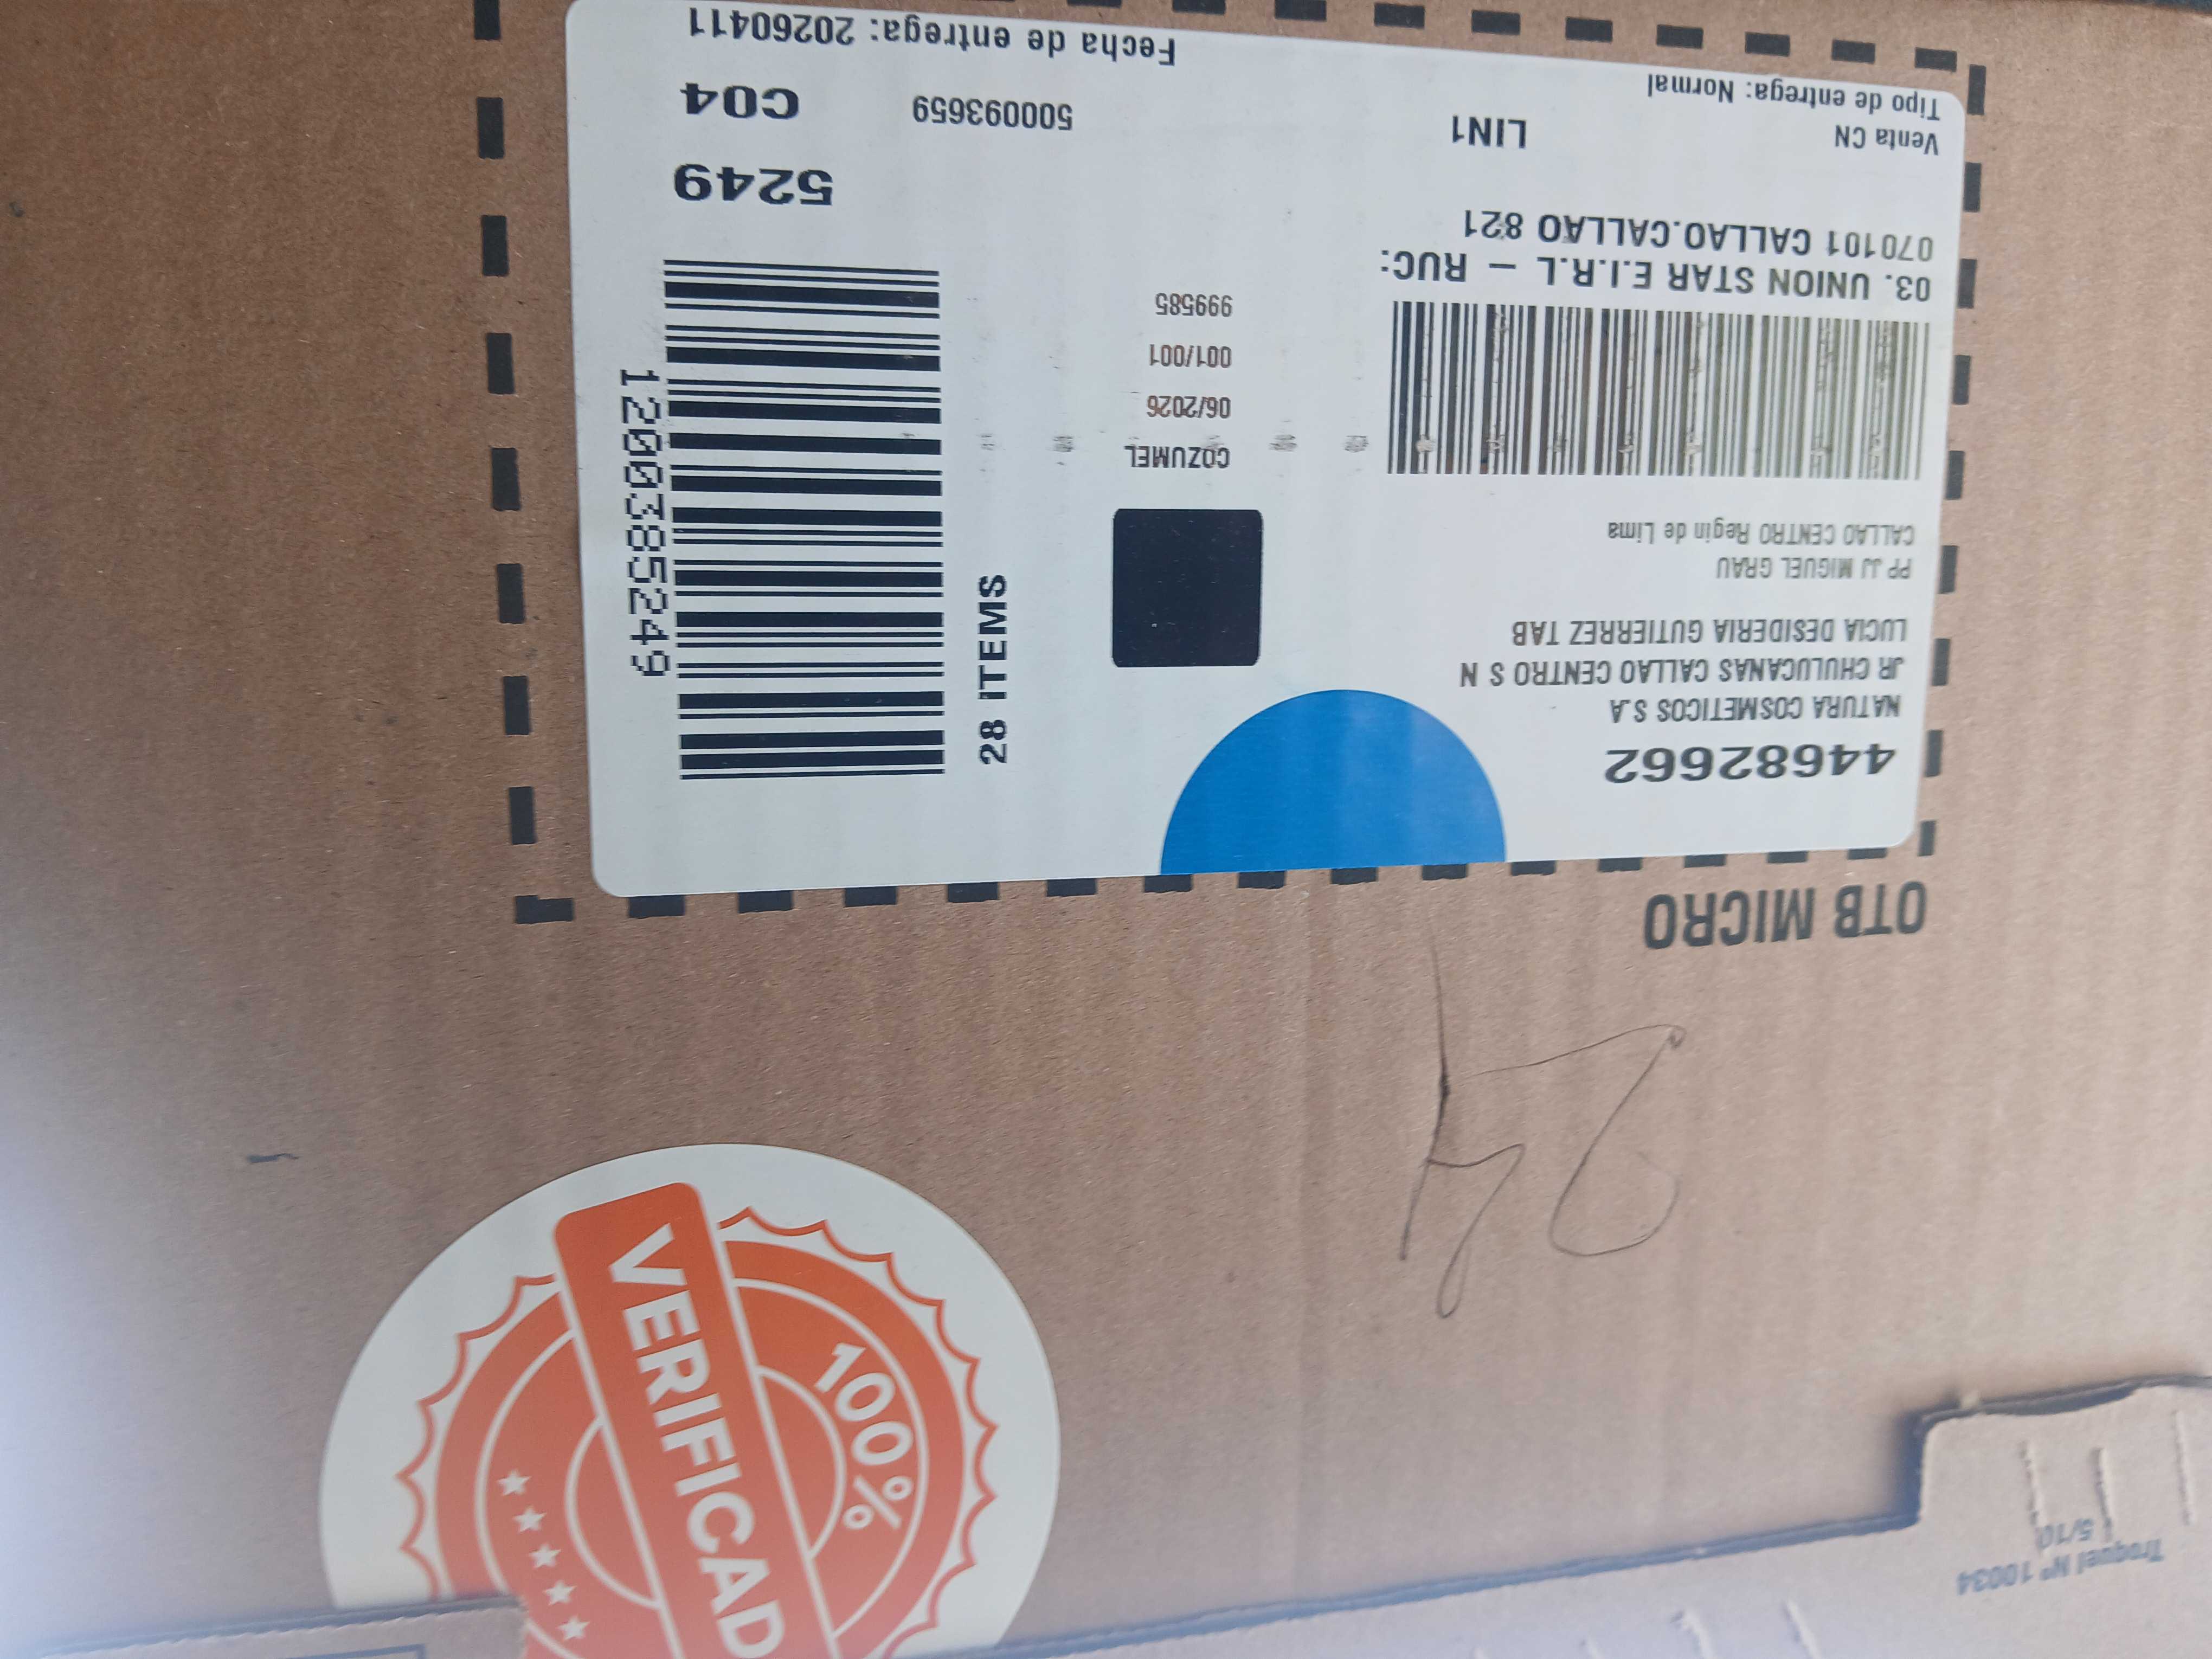 OTB MICRO
44682662
NATURA COSMETICOS S.A
JR CHULUCANAS CALLAO CENTRO S N
LUCIA DESIDERIA GUTIERREZ TAB
PP JJ MIGUEL GRAU
CALLAO CENTRO Regin de Lima
28 ITEMS
COZUMEL
06/2026
001/001
999585
1200385249
03. UNION STAR E.I.R.L - RUC:
070101 CALLAO.CALLAO 821
5249
Venta CN
LIN1
500093659
C04
Tipo de entrega: Normal
Fecha de entrega: 20260411
24
100%
VERIFICAD
Troquel N° 10034
5/10